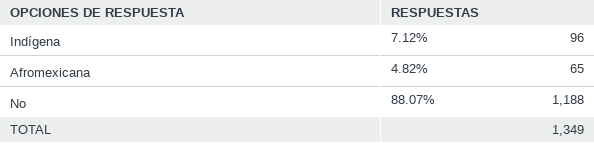 OPCIONES DE RESPUESTA RESPUESTAS
Indígena 7.12% 96
Afromexicana 4.82% 65
No 88.07% 1,188
TOTAL 1,349